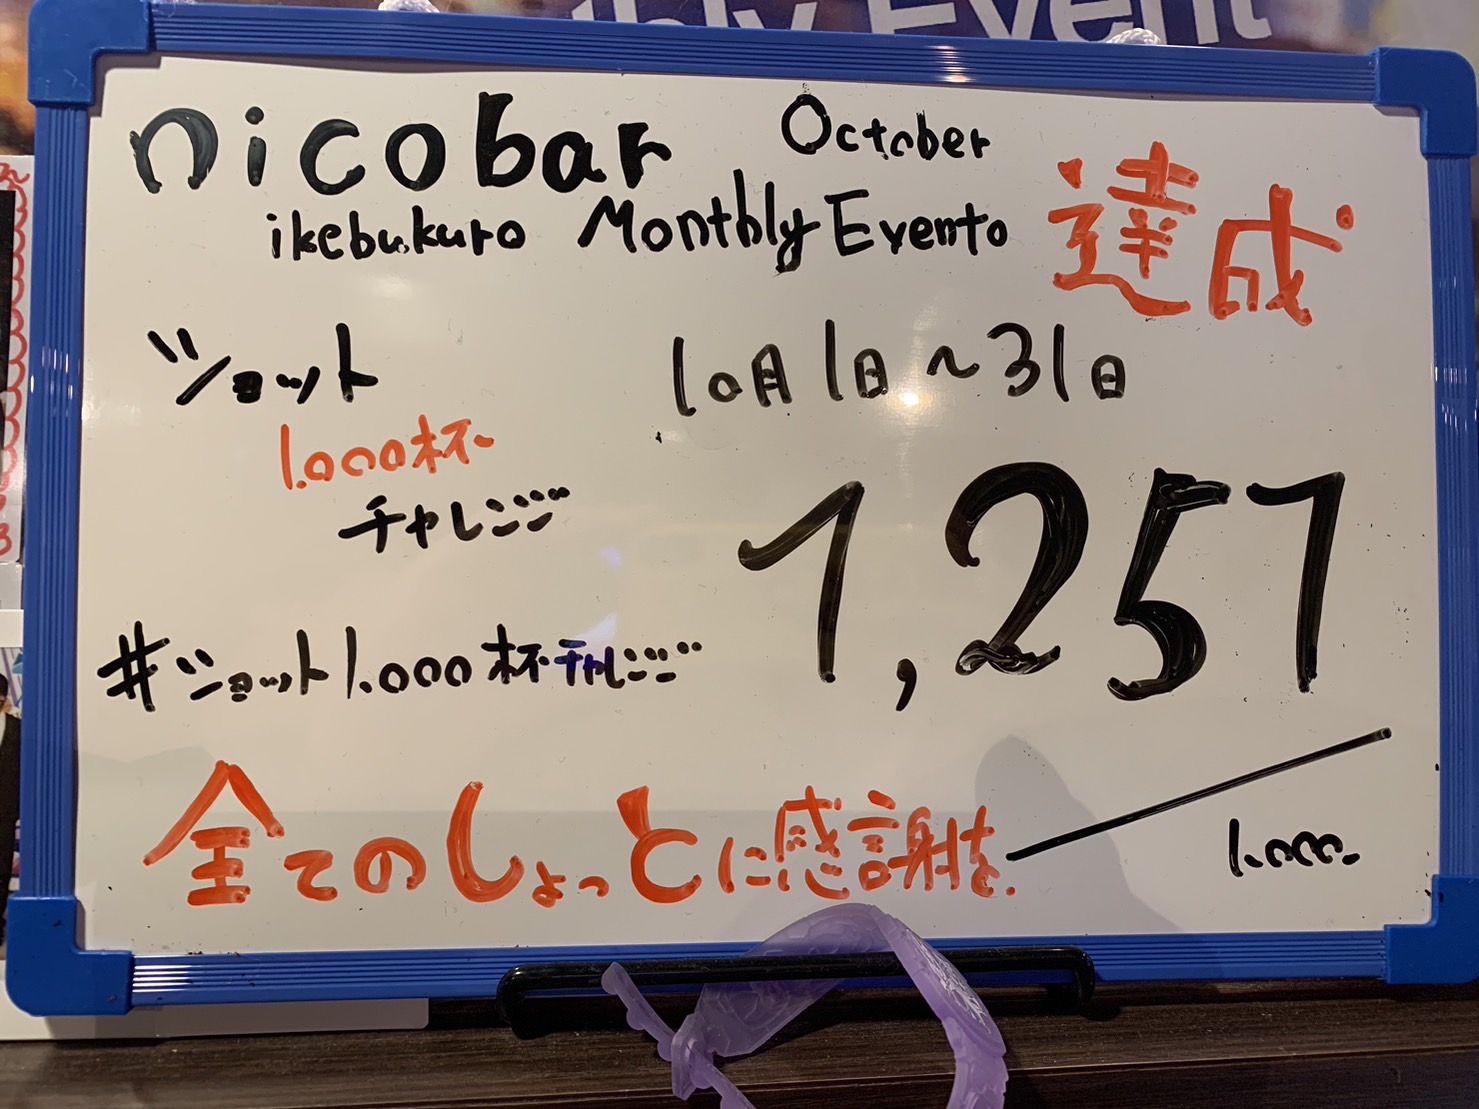 nthly Event
nicobar
October
ikebukuro Monthly Evento
達成
ショット
10月1日~31日
1.000杯
チャレンジ
1,257
#ショット1.000杯チャレンジ
1.000.
全てのしょっとに感謝を.